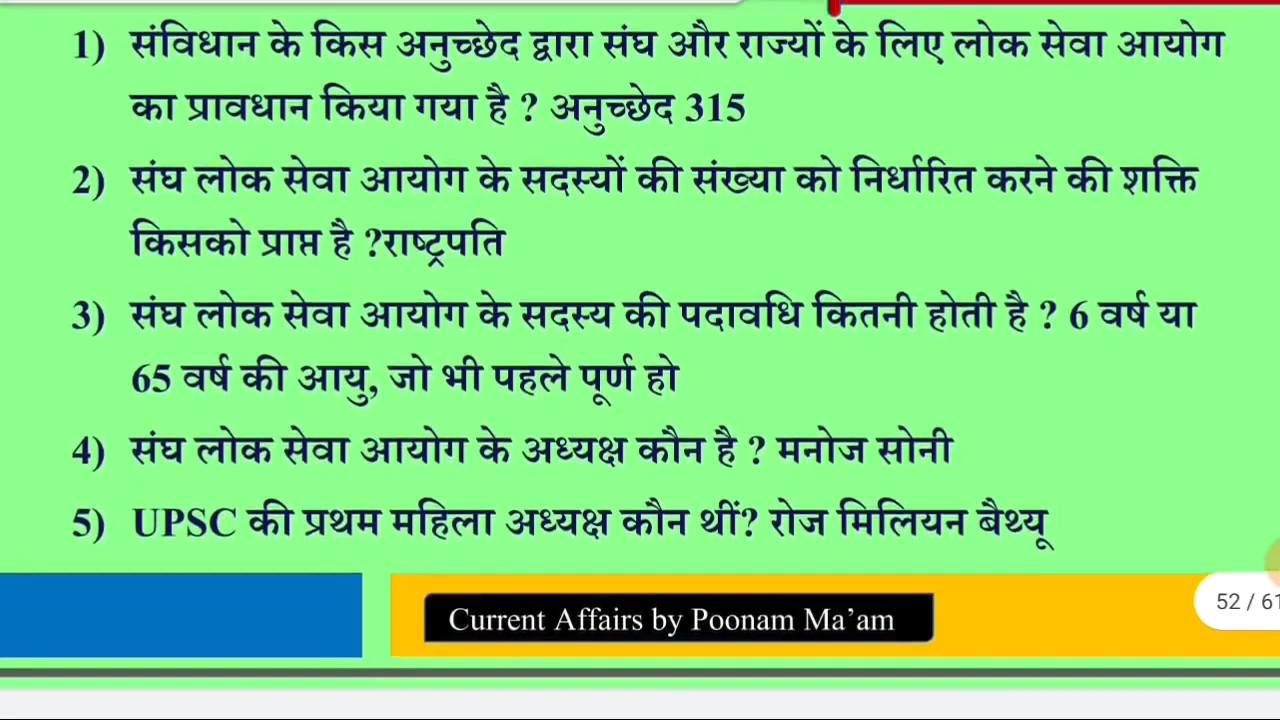 1) संविधान के किस अनुच्छेद द्वारा संघ और राज्यों के लिए लोक सेवा आयोग
का प्रावधान किया गया है ? अनुच्छेद 315
2) संघ लोक सेवा आयोग के सदस्यों की संख्या को निर्धारित करने की शक्ति
किसको प्राप्त है ?राष्ट्रपति
3) संघ लोक सेवा आयोग के सदस्य की पदावधि कितनी होती है ? 6 वर्ष या
65 वर्ष की आयु, जो भी पहले पूर्ण हो
4) संघ लोक सेवा आयोग के अध्यक्ष कौन है ? मनोज सोनी
5) UPSC की प्रथम महिला अध्यक्ष कौन थीं? रोज मिलियन बैथ्यू
Current Affairs by Poonam Ma’am
52 / 61